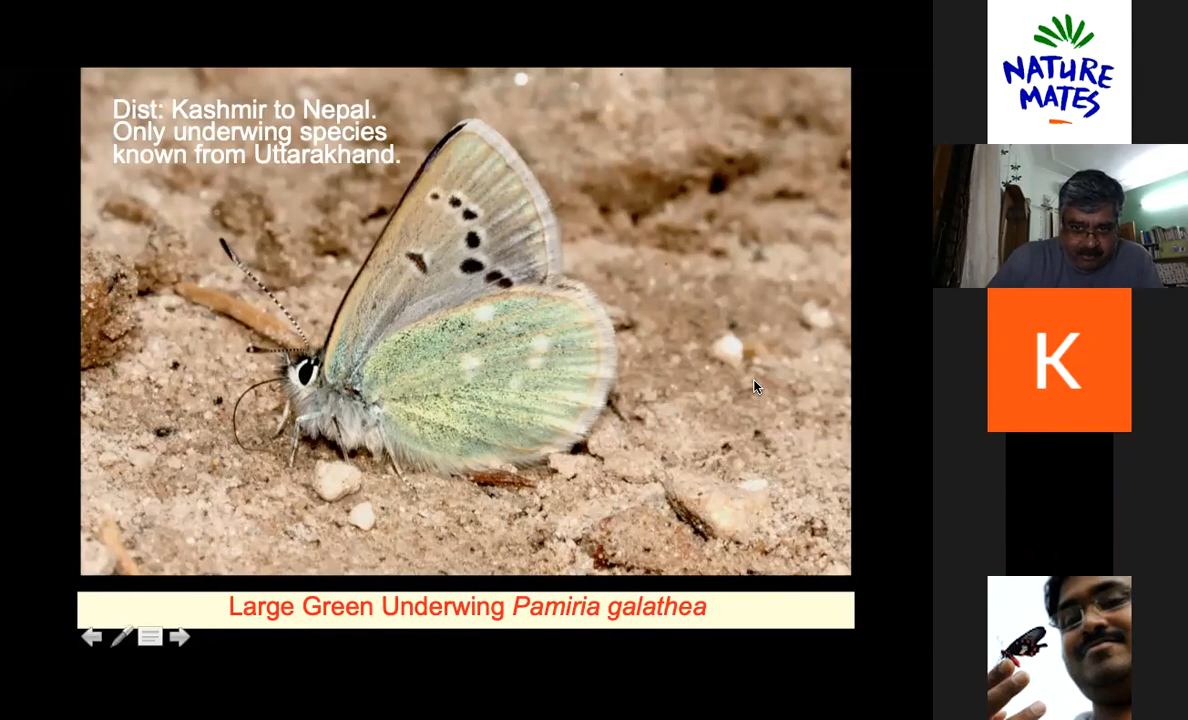 Dist: Kashmir to Nepal.
Only underwing species
known from Uttarakhand.
Large Green Underwing Pamiria galathea
NATURE
MATES
K